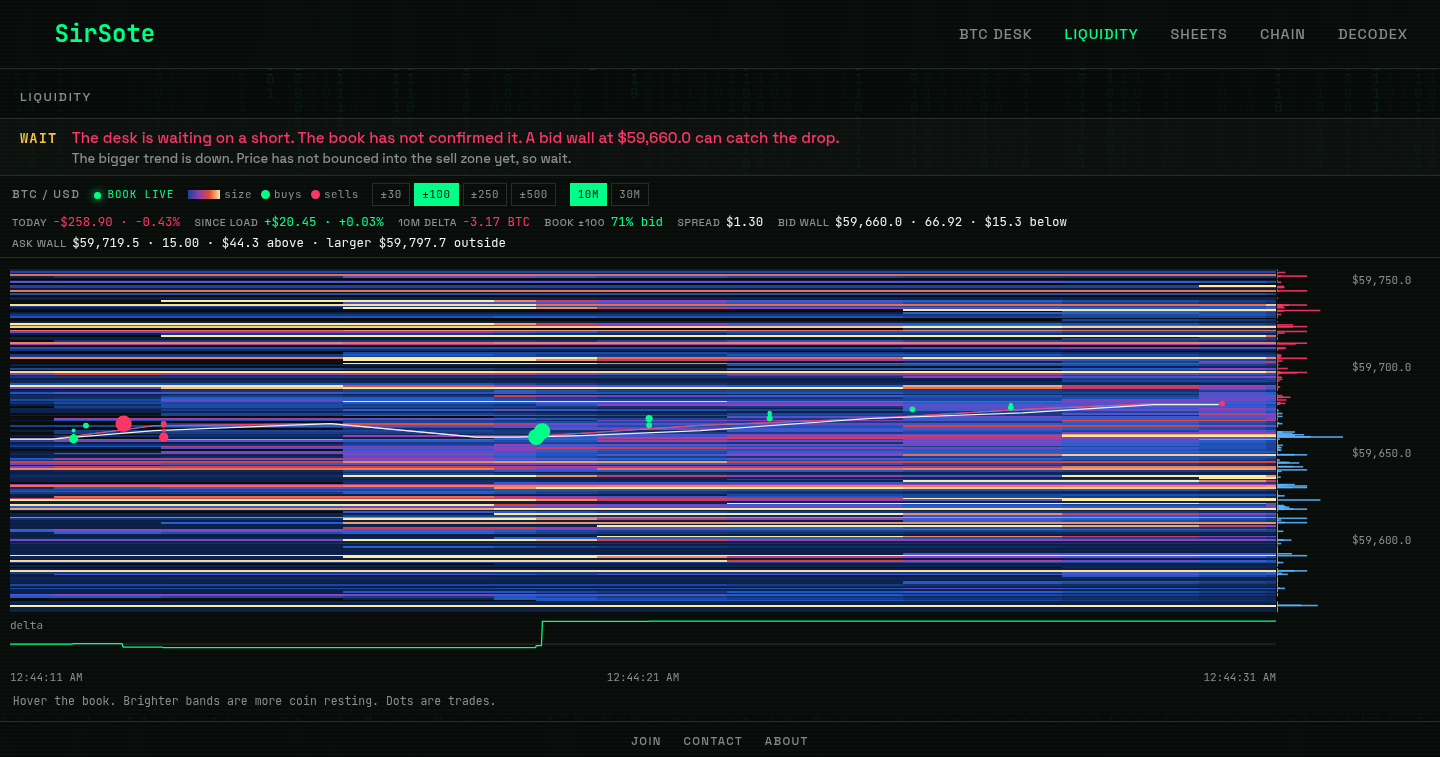 SirSote
BTC DESK LIQUIDITY SHEETS CHAIN DECODEX
LIQUIDITY
WAIT The desk is waiting on a short. The book has not confirmed it. A bid wall at $59,660.0 can catch the drop.
The bigger trend is down. Price has not bounced into the sell zone yet, so wait.
BTC / USD BOOK LIVE size buys sells ±30 ±100 ±250 ±500 10M 30M
TODAY -$258.90 · -0.43% SINCE LOAD +$20.45 · +0.03% 10M DELTA -3.17 BTC BOOK ±100 71% bid SPREAD $1.30 BID WALL $59,660.0 · 66.92 · $15.3 below
ASK WALL $59,719.5 · 15.00 · $44.3 above · larger $59,797.7 outside
$59,750.0
$59,700.0
$59,650.0
$59,600.0
delta
12:44:11 AM 12:44:21 AM 12:44:31 AM
Hover the book. Brighter bands are more coin resting. Dots are trades.
JOIN CONTACT ABOUT